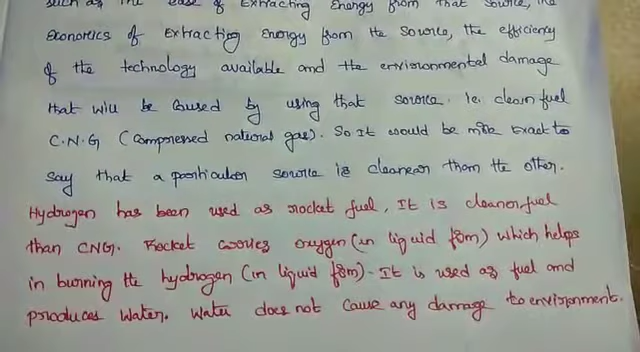 such as the ease of Extracting Energy from that source, the
Economics of Extracting Energy from the source, the efficiency
of the technology available and the environmental damage
that will be caused by using that source. ie. clean fuel
C.N.G (compressed natural gas). So It would be more Exact to
say that a particular source is cleaner than the other.
Hydrogen has been used as rocket fuel, It is cleaner fuel
than CNG. Rocket carries oxygen (in liquid form) which helps
in burning the hydrogen (in liquid form). It is used as fuel and
produces Water. Water does not cause any damage to environment.